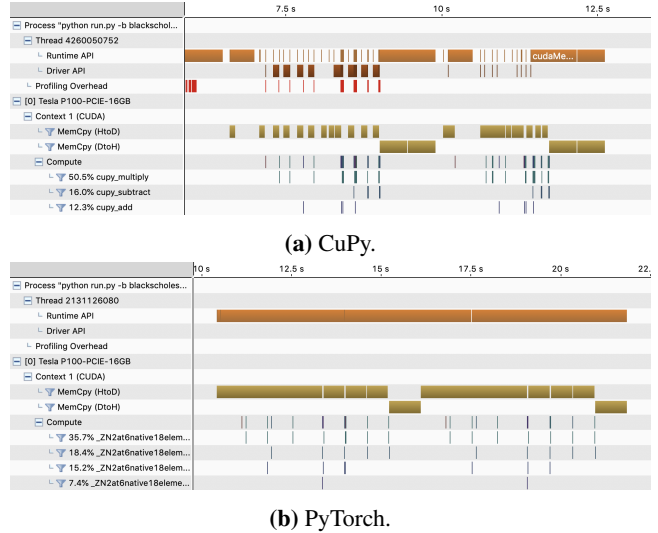 7.5 s 10 s 12.5 s
Process "python run.py -b blackschol...
Thread 4260050752
Runtime API cudaMe...
Driver API
Profiling Overhead
[0] Tesla P100-PCIE-16GB
Context 1 (CUDA)
MemCpy (HtoD)
MemCpy (DtoH)
Compute
50.5% cupy_multiply
16.0% cupy_subtract
12.3% cupy_add
(a) CuPy.
10 s 12.5 s 15 s 17.5 s 20 s 22.
Process "python run.py -b blackscholes...
Thread 2131126080
Runtime API
Driver API
Profiling Overhead
[0] Tesla P100-PCIE-16GB
Context 1 (CUDA)
MemCpy (HtoD)
MemCpy (DtoH)
Compute
35.7% _ZN2at6native18elem...
18.4% _ZN2at6native18elem...
15.2% _ZN2at6native18elem...
7.4% _ZN2at6native18eleme...
(b) PyTorch.